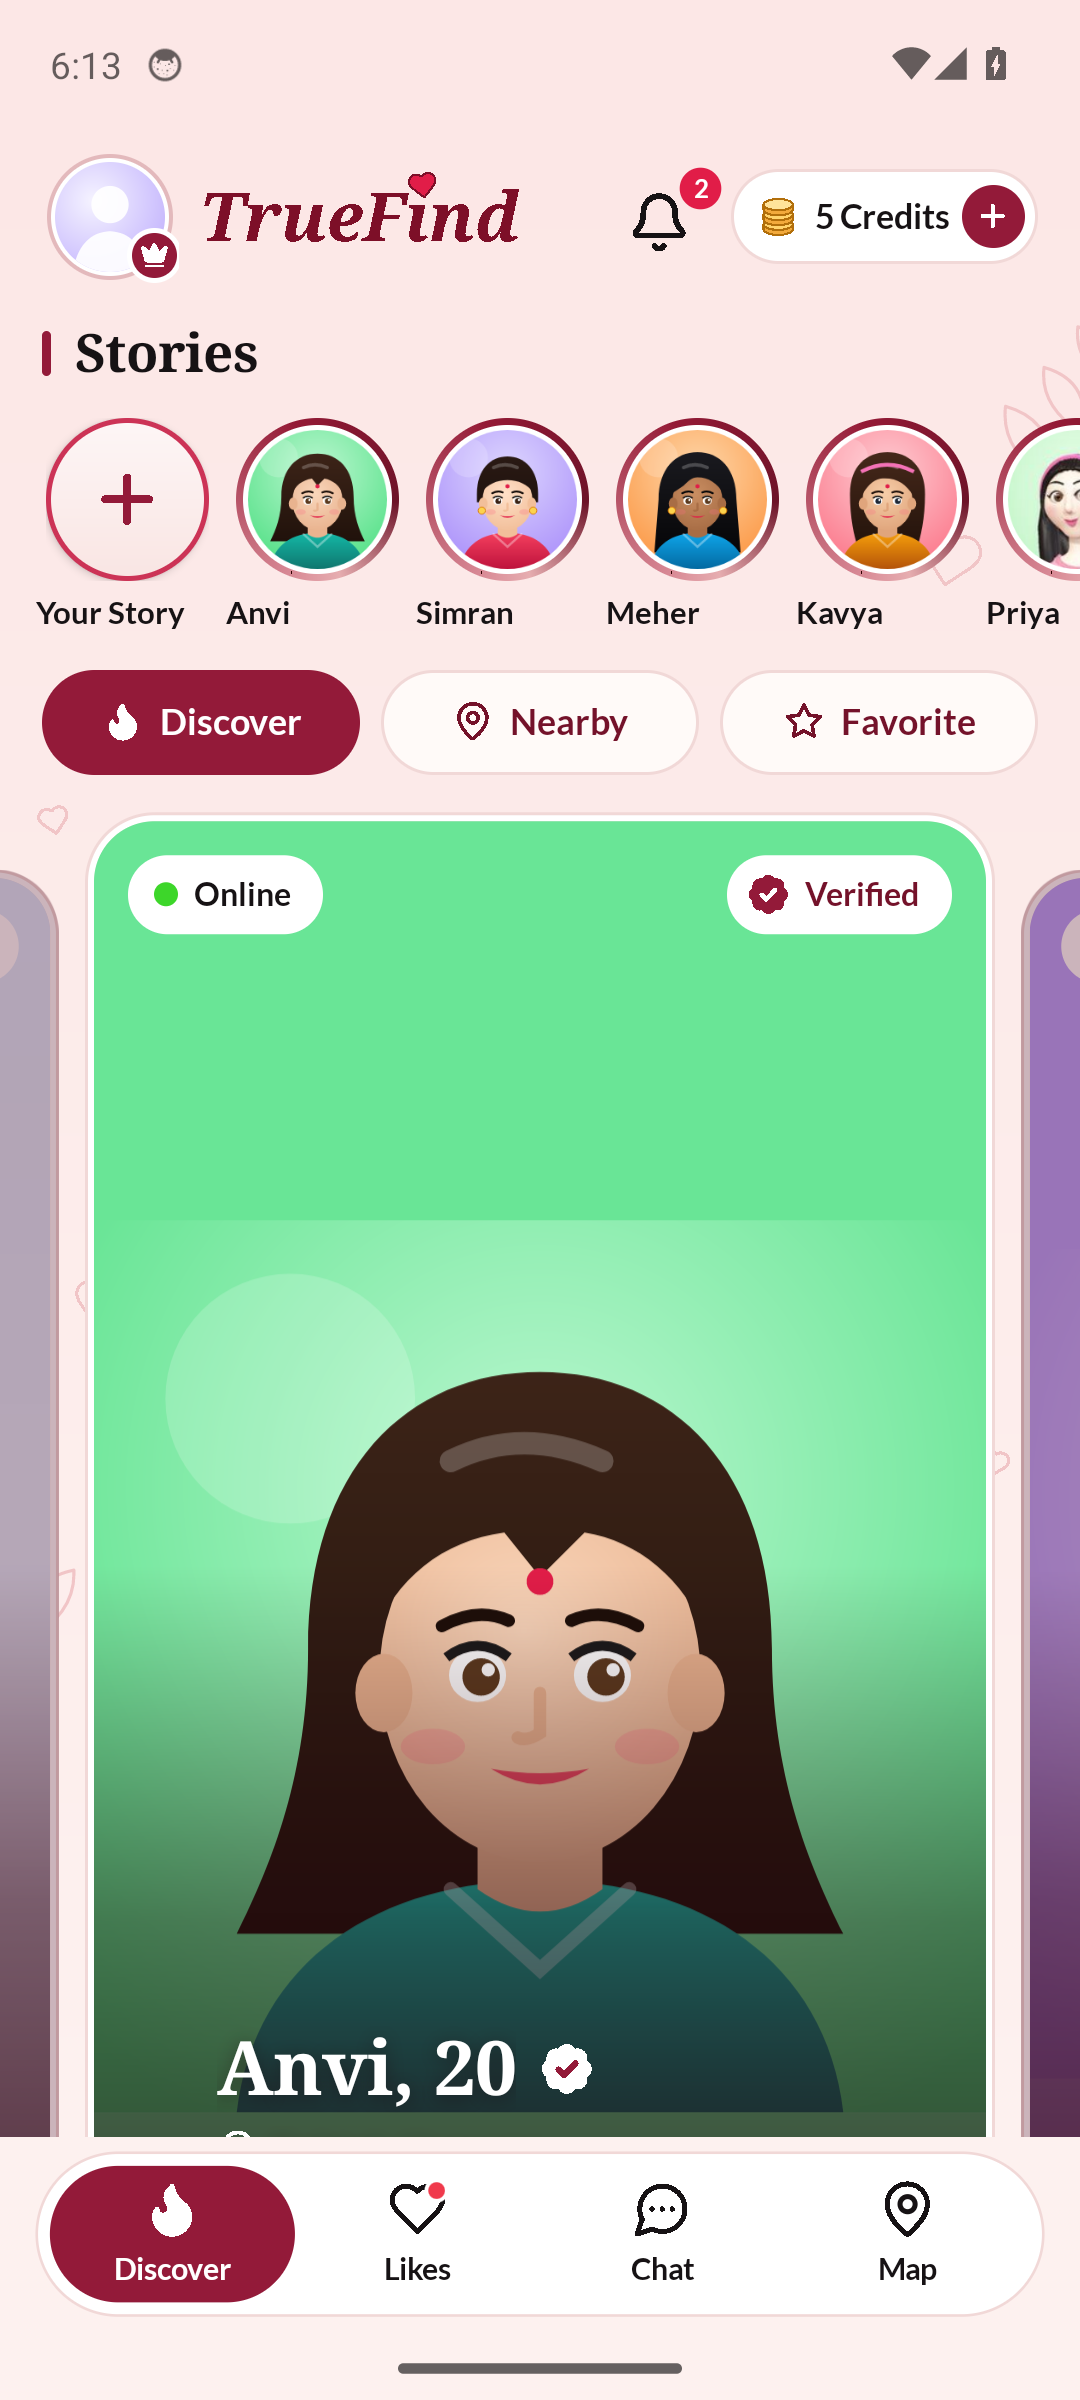 6:13
TrueFind
2
5 Credits
Stories
Your Story
Anvi
Simran
Meher
Kavya
Priya
Discover
Nearby
Favorite
Online
Verified
Anvi, 20
Discover
Likes
Chat
Map